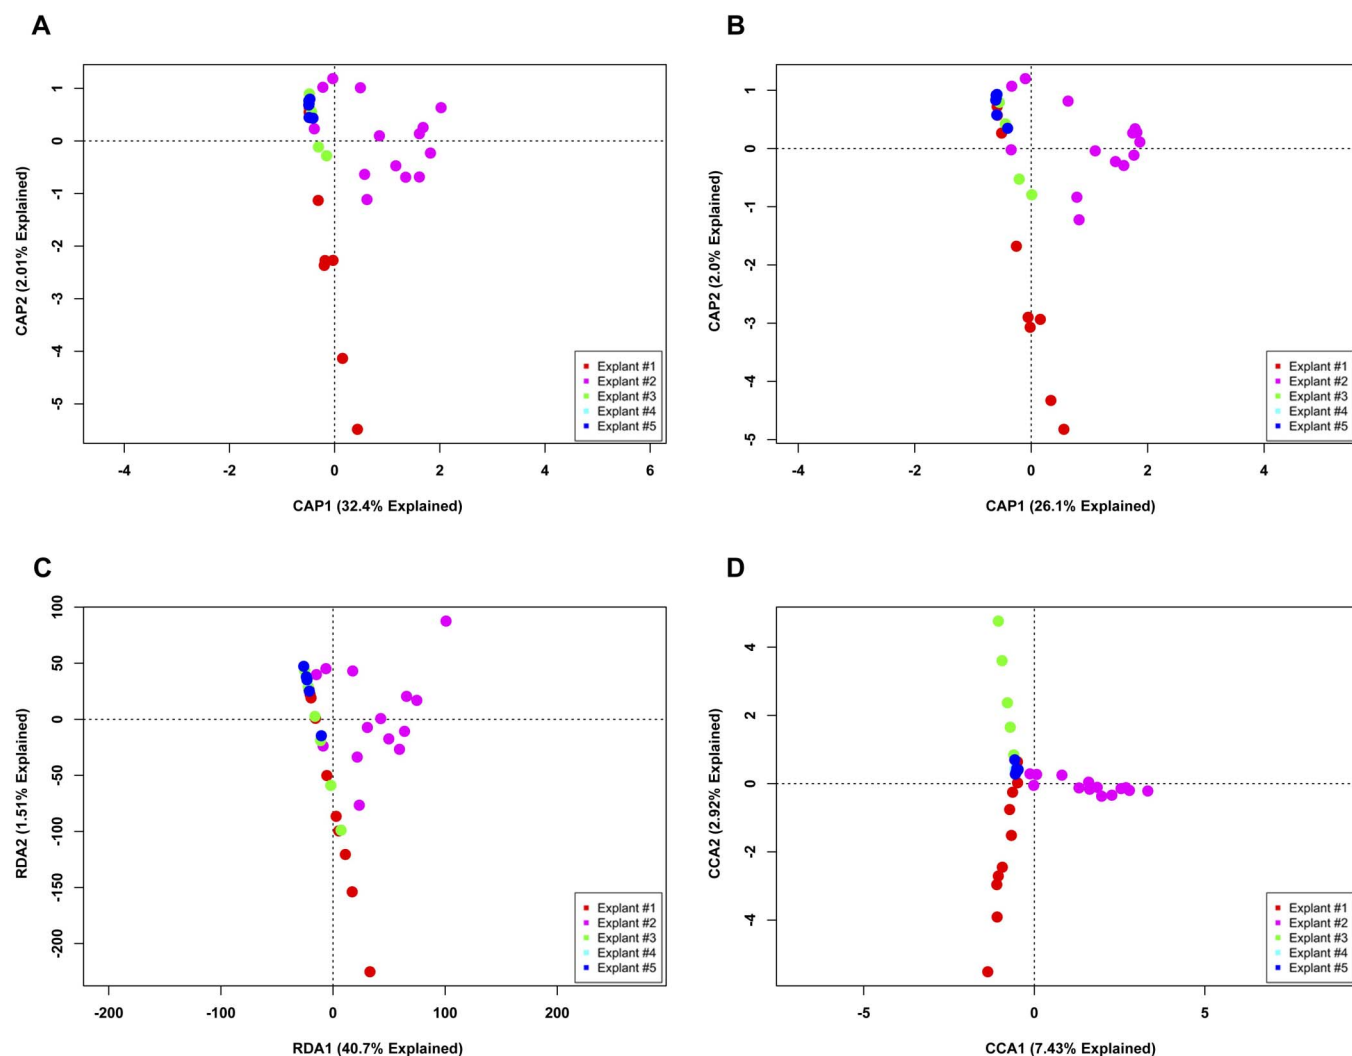 A
1
0
-1
-2
-3
-4
-5
CAP2 (2.01% Explained)
Explant #1
Explant #2
Explant #3
Explant #4
Explant #5
-4
-2
0
2
4
6
CAP1 (32.4% Explained)
B
1
0
-1
-2
-3
-4
-5
CAP2 (2.0% Explained)
Explant #1
Explant #2
Explant #3
Explant #4
Explant #5
-4
-2
0
2
4
CAP1 (26.1% Explained)
C
100
50
0
-50
-100
-150
-200
RDA2 (1.51% Explained)
Explant #1
Explant #2
Explant #3
Explant #4
Explant #5
-200
-100
0
100
200
RDA1 (40.7% Explained)
D
4
2
0
-2
-4
CCA2 (2.92% Explained)
Explant #1
Explant #2
Explant #3
Explant #4
Explant #5
-5
0
5
CCA1 (7.43% Explained)